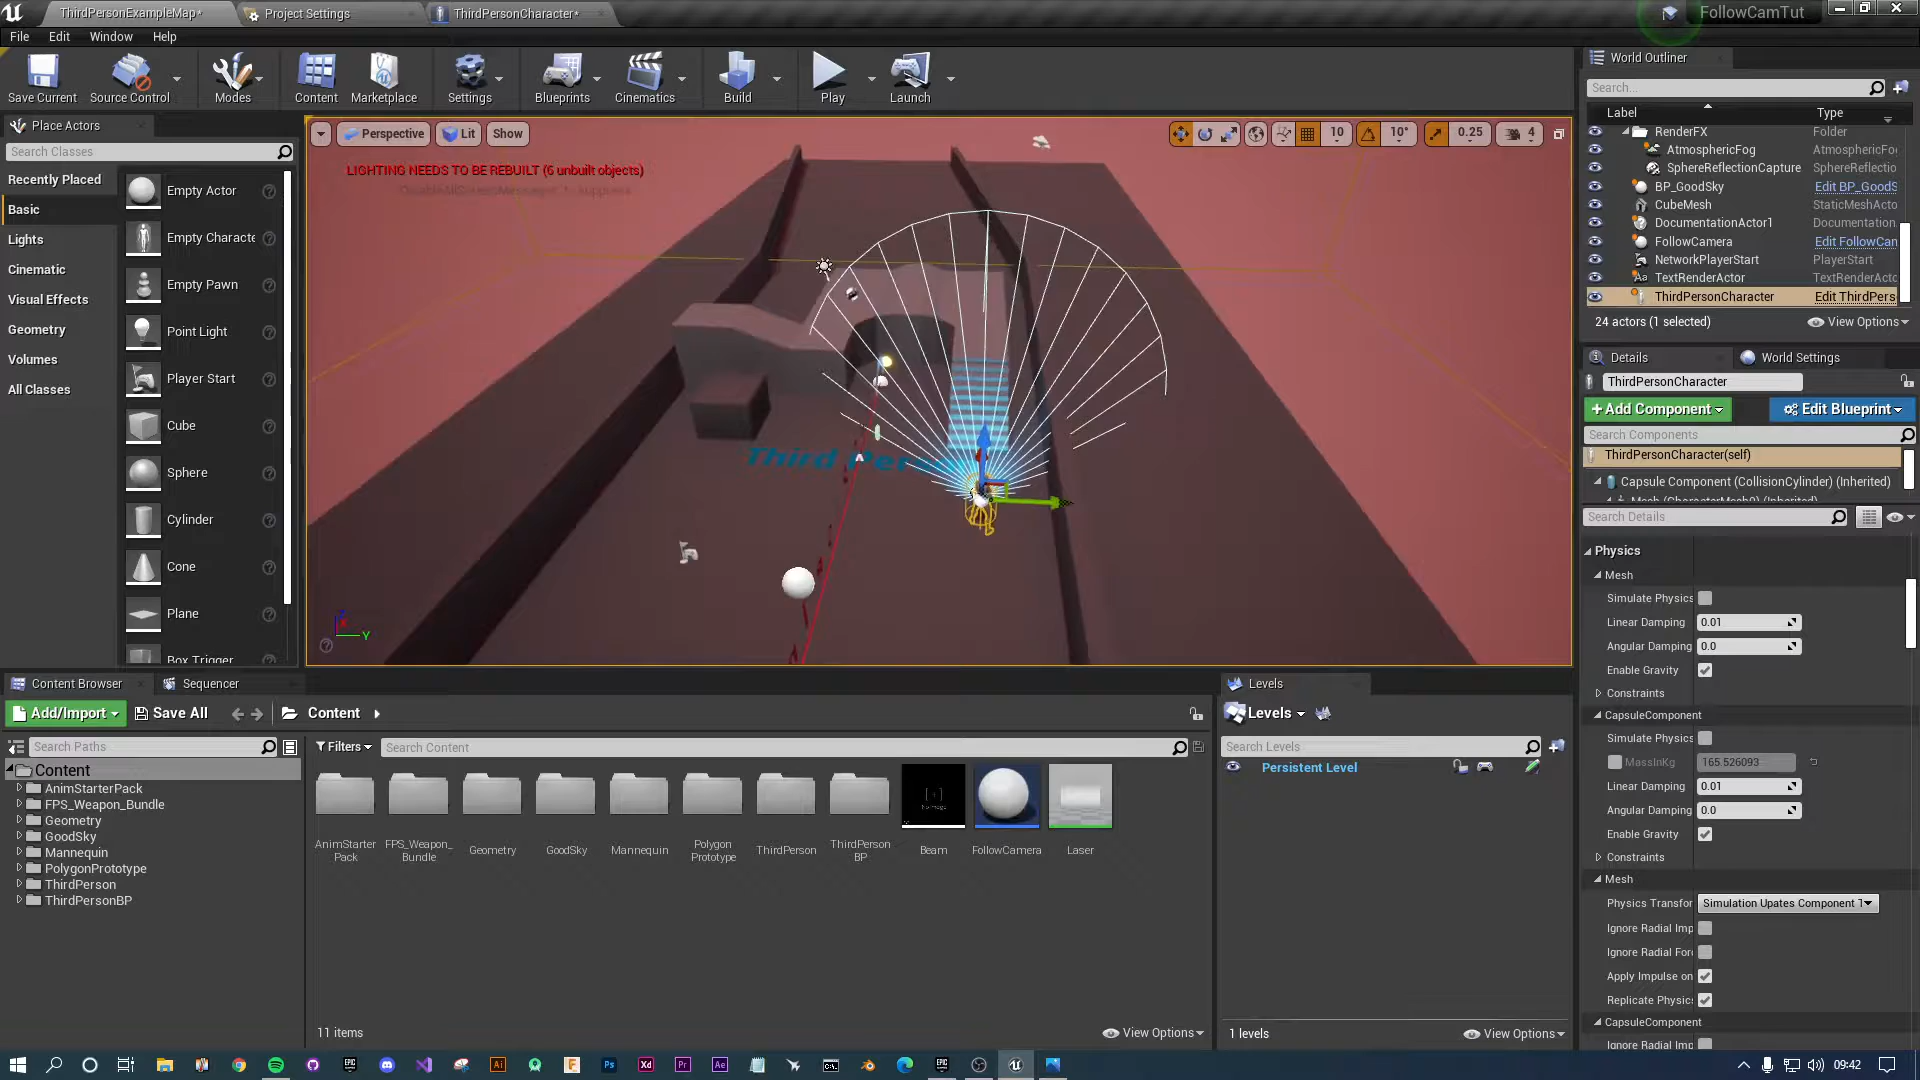 ThirdPersonExampleMap*
Project Settings
ThirdPersonCharacter*
FollowCamTut
File Edit Window Help
Save Current
Source Control
Modes
Content
Marketplace
Settings
Blueprints
Cinematics
Build
Play
Launch
Place Actors
Search Classes
Recently Placed
Basic
Lights
Cinematic
Visual Effects
Geometry
Volumes
All Classes
Empty Actor
Empty Characte
Empty Pawn
Point Light
Player Start
Cube
Sphere
Cylinder
Cone
Plane
Box Trigger
Perspective
Lit
Show
10
10°
0.25
4
LIGHTING NEEDS TO BE REBUILT (6 unbuilt objects)
'DisableAllScreenMessages' to suppress
Third Perso
Y
World Outliner
Search...
Label Type
RenderFX Folder
AtmosphericFog AtmosphericFog
SphereReflectionCapture SphereReflectio
BP_GoodSky Edit BP_GoodS
CubeMesh StaticMeshActo
DocumentationActor1 Documentation
FollowCamera Edit FollowCan
NetworkPlayerStart PlayerStart
TextRenderActor TextRenderActo
ThirdPersonCharacter Edit ThirdPers
24 actors (1 selected)
View Options
Details
World Settings
ThirdPersonCharacter
+Add Component
Edit Blueprint
Search Components
ThirdPersonCharacter(self)
Capsule Component (CollisionCylinder) (Inherited)
Mesh (CharacterMesh0) (Inherited)
Search Details
Physics
Mesh
Simulate Physics
Linear Damping 0.01
Angular Damping 0.0
Enable Gravity
Constraints
CapsuleComponent
Simulate Physics
MassInKg 165.526093
Linear Damping 0.01
Angular Damping 0.0
Enable Gravity
Constraints
Mesh
Physics Transfor Simulation Upates Component T
Ignore Radial Imp
Ignore Radial For
Apply Impulse on
Replicate Physics
CapsuleComponent
Ignore Radial Imp
Content Browser
Sequencer
Add/Import
Save All
Content
Search Paths
Content
AnimStarterPack
FPS_Weapon_Bundle
Geometry
GoodSky
Mannequin
PolygonPrototype
ThirdPerson
ThirdPersonBP
Filters
Search Content
AnimStarter
Pack
FPS_Weapon_
Bundle
Geometry
GoodSky
Mannequin
Polygon
Prototype
ThirdPerson
ThirdPerson
BP
Beam
FollowCamera
Laser
11 items
View Options
Levels
Levels
Search Levels
Persistent Level
1 levels
View Options
09:42